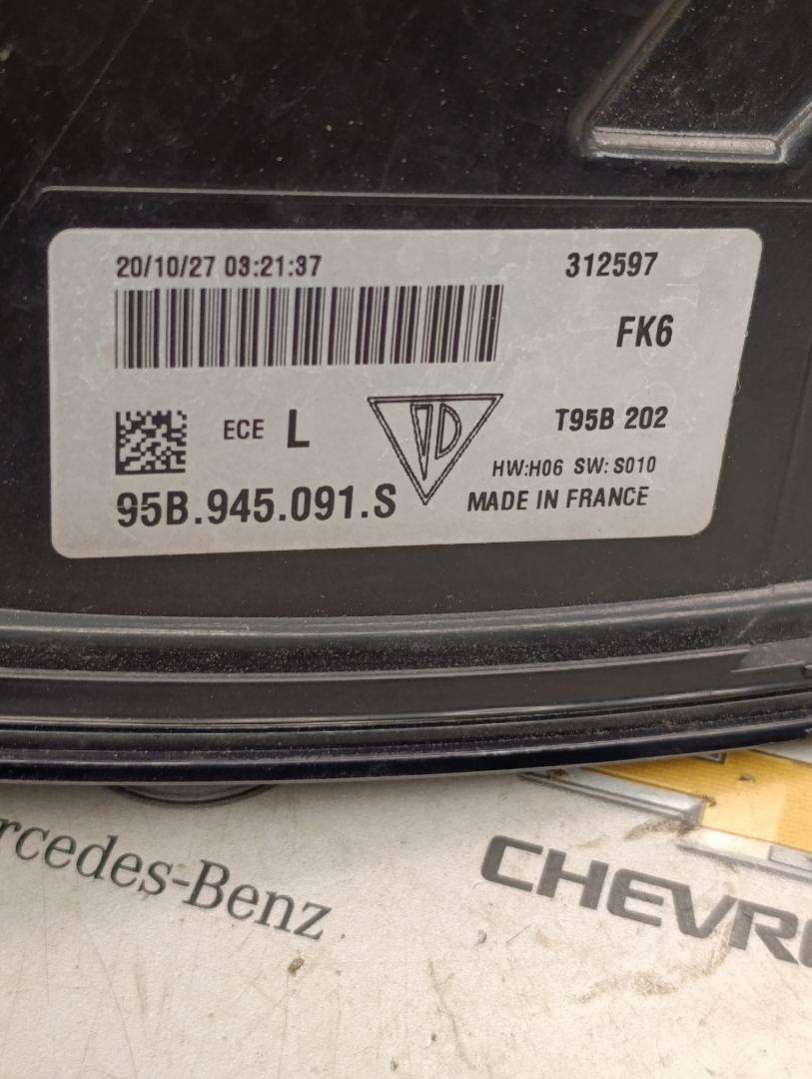 20/10/27 03:21:37
312597
FK6
ECE L
T95B 202
HW:H06 SW: S010
95B.945.091.S
MADE IN FRANCE
rcedes-Benz
CHEVRO